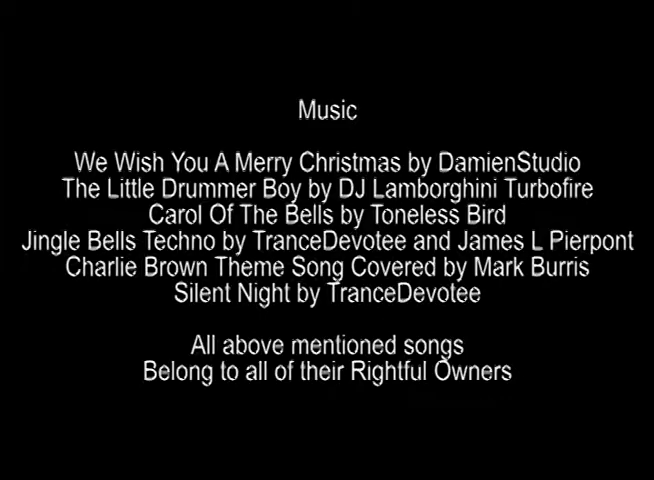 Music
We Wish You A Merry Christmas by DamienStudio
The Little Drummer Boy by DJ Lamborghini Turbofire
Carol Of The Bells by Toneless Bird
Jingle Bells Techno by TranceDevotee and James L Pierpont
Charlie Brown Theme Song Covered by Mark Burris
Silent Night by TranceDevotee
All above mentioned songs
Belong to all of their Rightful Owners